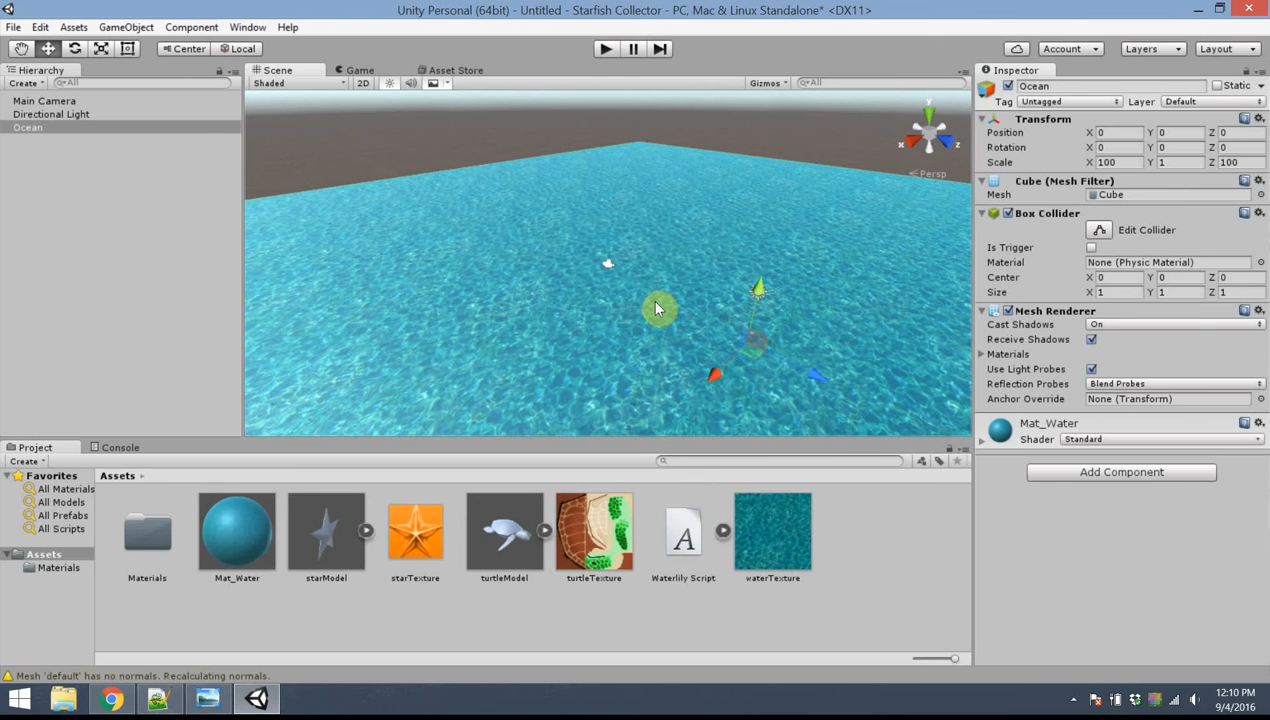 Unity Personal (64bit) - Untitled - Starfish Collector - PC, Mac & Linux Standalone* <DX11>
File Edit Assets GameObject Component Window Help
Center Local Account Layers Layout
Hierarchy
Create All
Main Camera
Directional Light
Ocean
Scene Game Asset Store
Shaded 2D Gizmos All
y
x z
Persp
Inspector
Ocean Static
Tag Untagged Layer Default
Transform
Position X 0 Y 0 Z 0
Rotation X 0 Y 0 Z 0
Scale X 100 Y 1 Z 100
Cube (Mesh Filter)
Mesh Cube
Box Collider
Edit Collider
Is Trigger
Material None (Physic Material)
Center X 0 Y 0 Z 0
Size X 1 Y 1 Z 1
Mesh Renderer
Cast Shadows On
Receive Shadows
Materials
Use Light Probes
Reflection Probes Blend Probes
Anchor Override None (Transform)
Mat_Water
Shader Standard
Add Component
Project Console
Create
Favorites
All Materials
All Models
All Prefabs
All Scripts
Assets
Materials
Assets
A
Materials Mat_Water starModel starTexture turtleModel turtleTexture Waterlily Script waterTexture
Mesh 'default' has no normals. Recalculating normals.
12:10 PM
9/4/2016